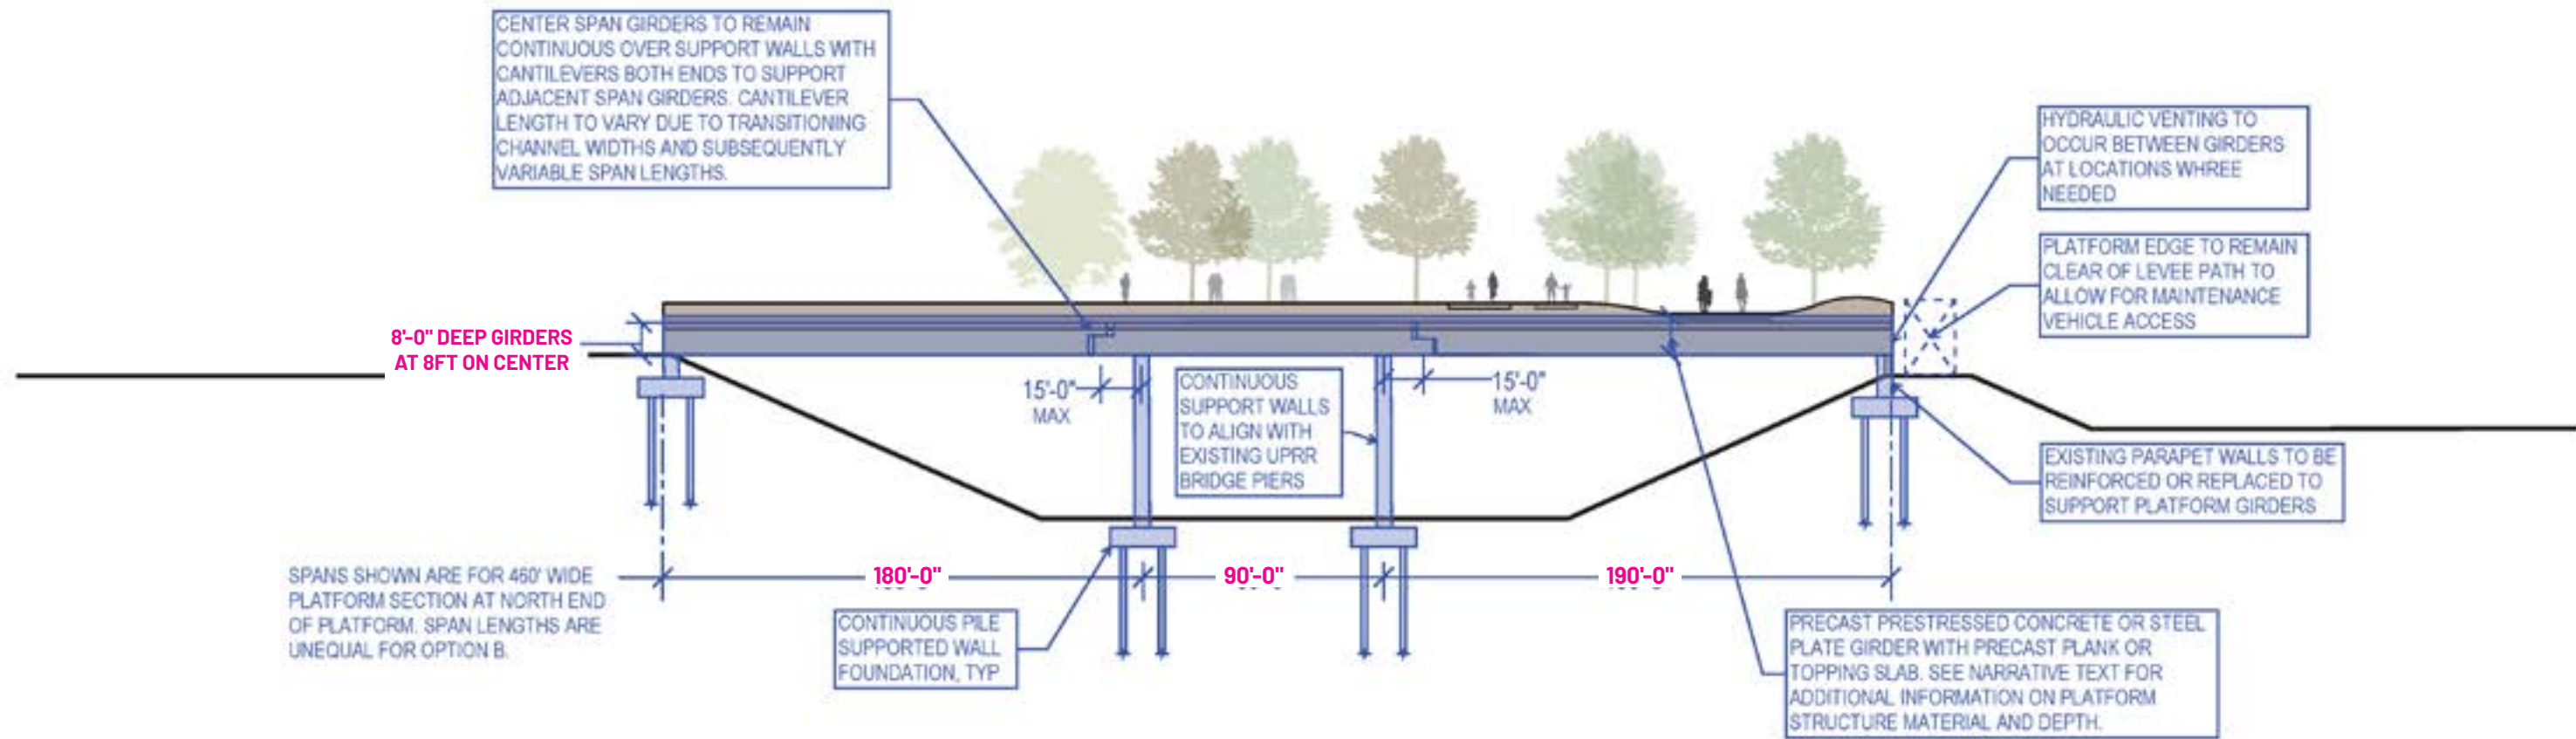 CENTER SPAN GIRDERS TO REMAIN
CONTINUOUS OVER SUPPORT WALLS WITH
CANTILEVERS BOTH ENDS TO SUPPORT
ADJACENT SPAN GIRDERS. CANTILEVER
LENGTH TO VARY DUE TO TRANSITIONING
CHANNEL WIDTHS AND SUBSEQUENTLY
VARIABLE SPAN LENGTHS.
HYDRAULIC VENTING TO
OCCUR BETWEEN GIRDERS
AT LOCATIONS WHREE
NEEDED
PLATFORM EDGE TO REMAIN
CLEAR OF LEVEE PATH TO
ALLOW FOR MAINTENANCE
VEHICLE ACCESS
8'-0" DEEP GIRDERS
AT 8FT ON CENTER
15'-0"
MAX
CONTINUOUS
SUPPORT WALLS
TO ALIGN WITH
EXISTING UPRR
BRIDGE PIERS
15'-0"
MAX
EXISTING PARAPET WALLS TO BE
REINFORCED OR REPLACED TO
SUPPORT PLATFORM GIRDERS
SPANS SHOWN ARE FOR 460' WIDE
PLATFORM SECTION AT NORTH END
OF PLATFORM. SPAN LENGTHS ARE
UNEQUAL FOR OPTION B.
180'-0"
90'-0"
190'-0"
CONTINUOUS PILE
SUPPORTED WALL
FOUNDATION, TYP
PRECAST PRESTRESSED CONCRETE OR STEEL
PLATE GIRDER WITH PRECAST PLANK OR
TOPPING SLAB. SEE NARRATIVE TEXT FOR
ADDITIONAL INFORMATION ON PLATFORM
STRUCTURE MATERIAL AND DEPTH.